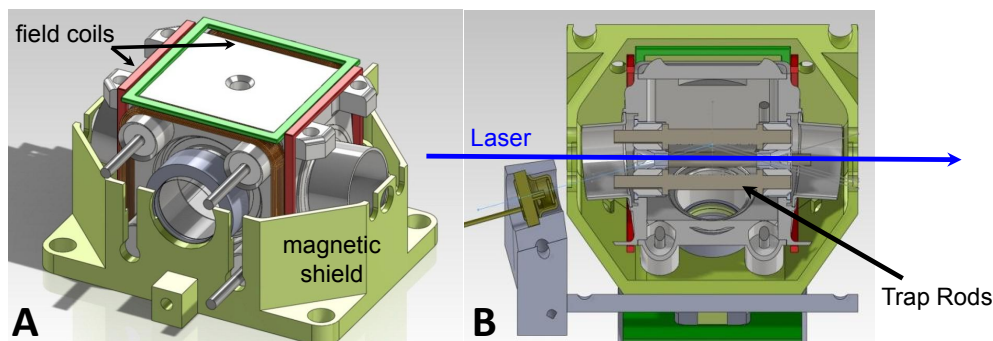 field coils
magnetic
shield
A
Laser
Trap Rods
B